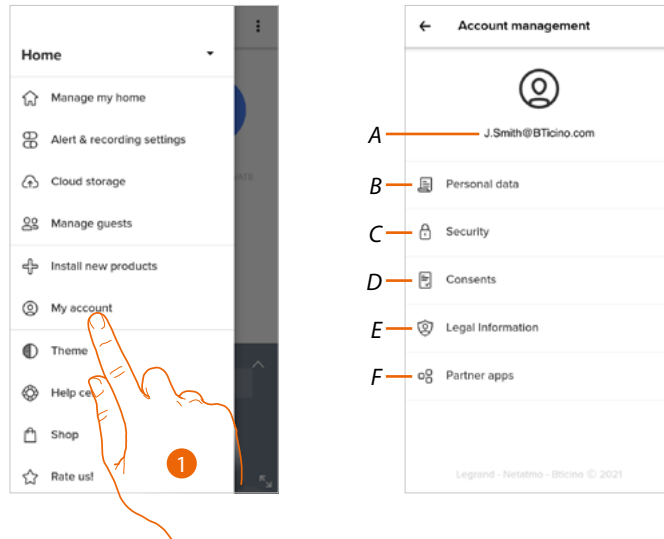 Home
Manage my home
Alert & recording settings
Cloud storage
Manage guests
Install new products
My account
Theme
Help ce
Shop
Rate us!
1
Account management
A
J.Smith@BTicino.com
B
Personal data
C
Security
D
Consents
E
Legal Information
F
Partner apps
Legrand - Netatmo - Bticino © 2021